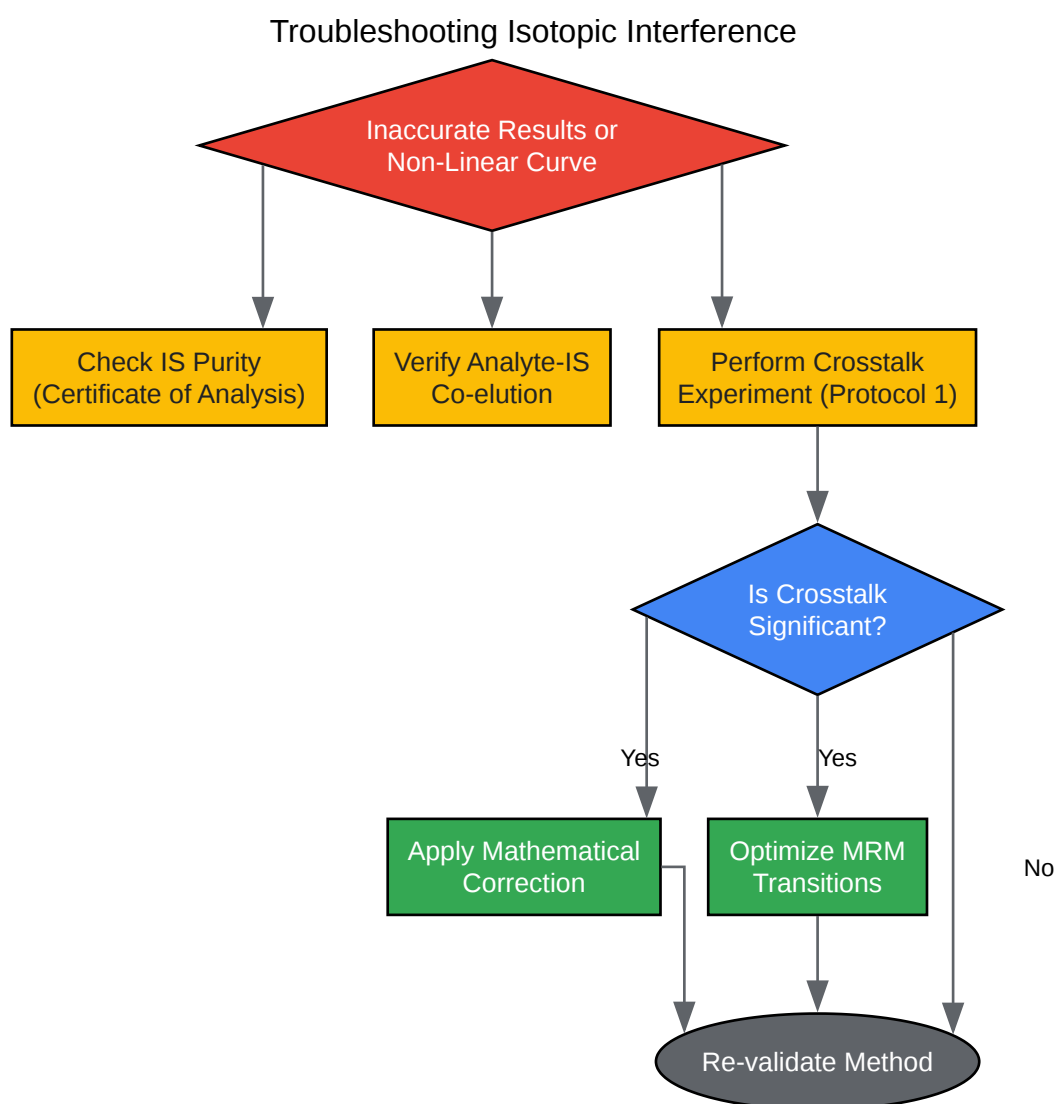 Troubleshooting Isotopic Interference
Inaccurate Results or
Non-Linear Curve
Check IS Purity
(Certificate of Analysis)
Verify Analyte-IS
Co-elution
Perform Crosstalk
Experiment (Protocol 1)
Is Crosstalk
Significant?
Yes
Yes
Apply Mathematical
Correction
Optimize MRM
Transitions
No
Re-validate Method